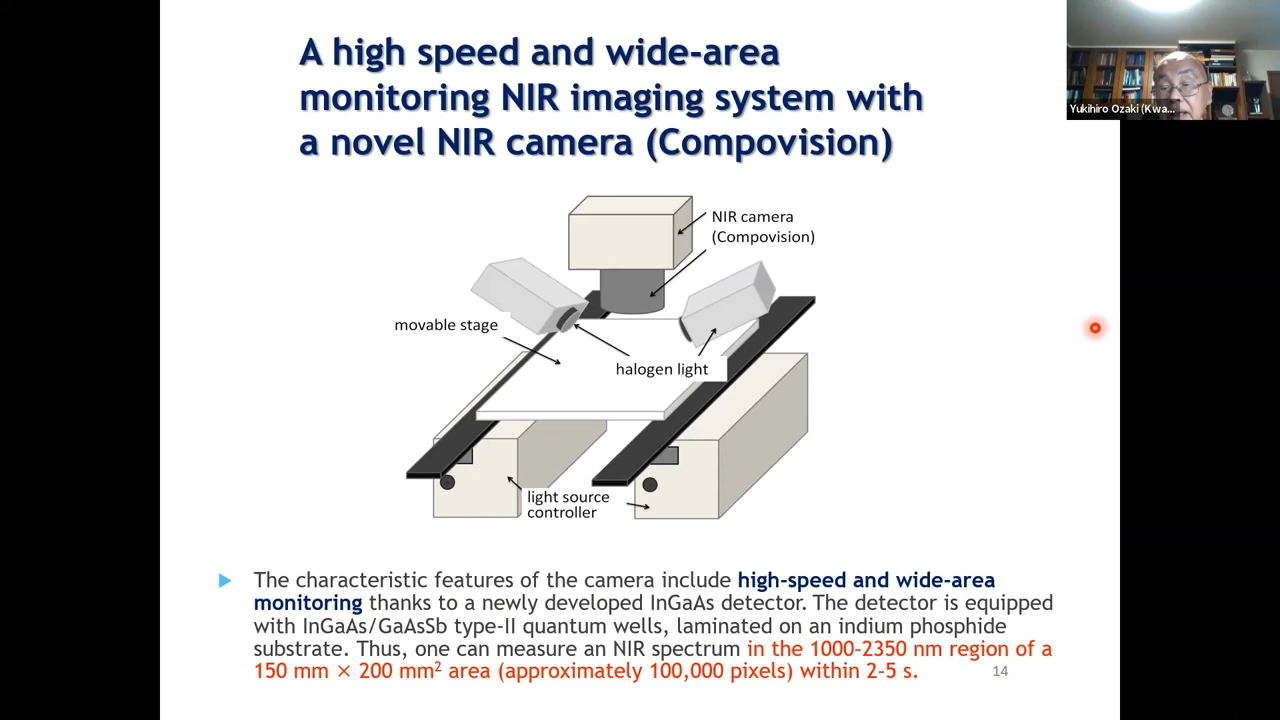 A high speed and wide-area
monitoring NIR imaging system with
a novel NIR camera (Compovision)
Yukihiro Ozaki (Kwa...
NIR camera
(Compovision)
movable stage
halogen light
light source
controller
The characteristic features of the camera include high-speed and wide-area
monitoring thanks to a newly developed InGaAs detector. The detector is equipped
with InGaAs/GaAsSb type-II quantum wells, laminated on an indium phosphide
substrate. Thus, one can measure an NIR spectrum in the 1000-2350 nm region of a
150 mm × 200 mm² area (approximately 100,000 pixels) within 2-5 s.
14